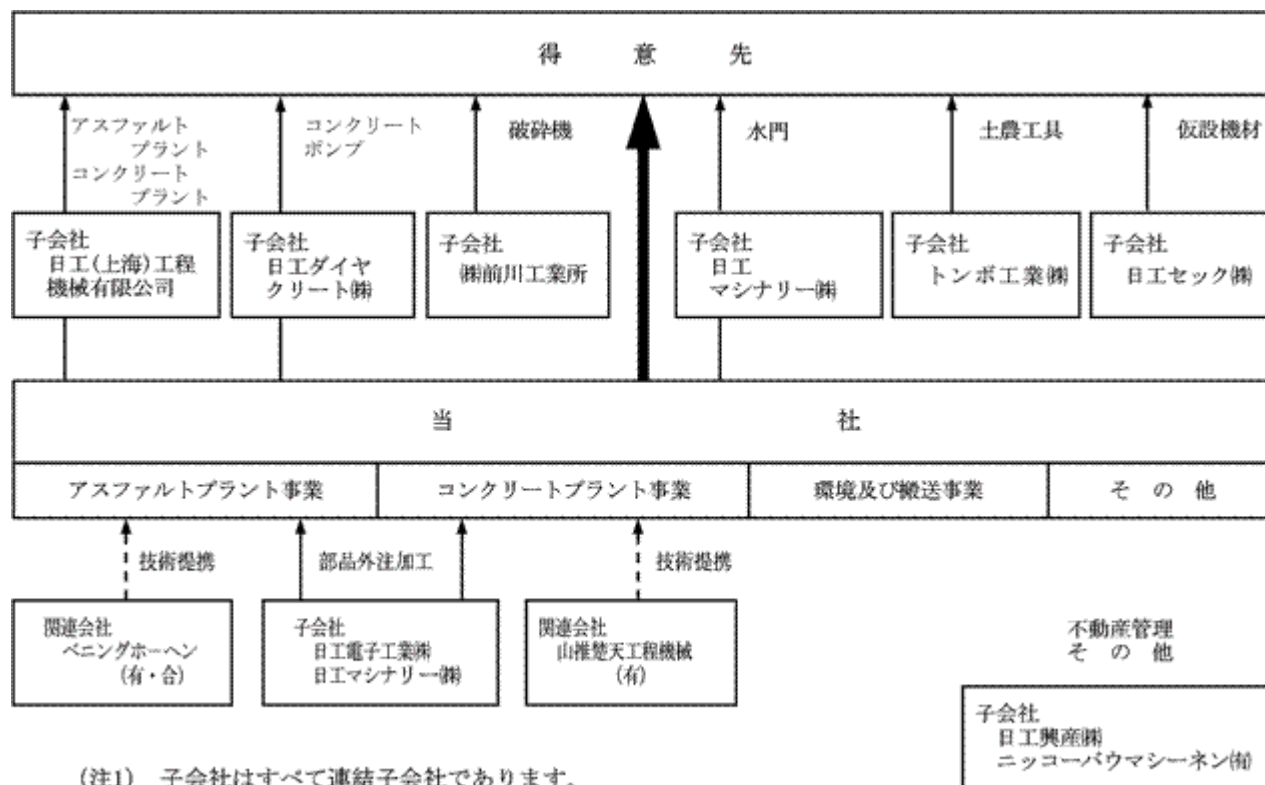 得意先
アスファルト
プラント
コンクリート
プラント
コンクリート
ポンプ
破砕機
水門
土農工具
仮設機材
子会社
日工(上海)工程
機械有限公司
子会社
日工ダイヤ
クリート㈱
子会社
㈱前川工業所
子会社
日工
マシナリー㈱
子会社
トンボ工業㈱
子会社
日工セック㈱
当社
アスファルトプラント事業
コンクリートプラント事業
環境及び搬送事業
その他
技術提携
部品外注加工
技術提携
関連会社
ベニングホーヘン
(有・合)
子会社
日工電子工業㈱
日工マシナリー㈱
関連会社
山推楚天工程機械
(有)
不動産管理
その他
子会社
日工興産㈱
ニッコーバウマシーネン㈲
(注1) 子会社はすべて連結子会社であります。